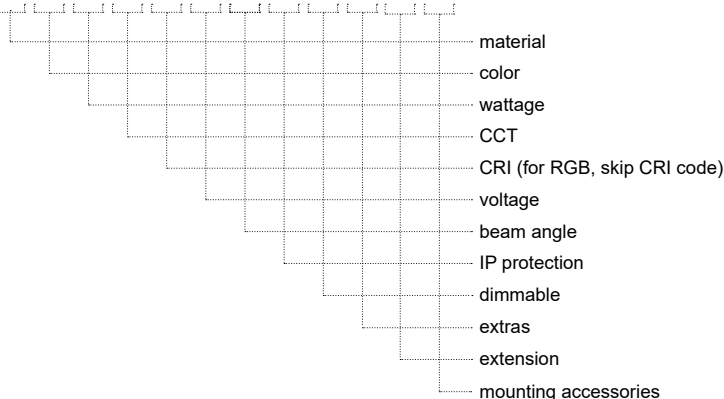 material
color
wattage
CCT
CRI (for RGB, skip CRI code)
voltage
beam angle
IP protection
dimmable
extras
extension
mounting accessories